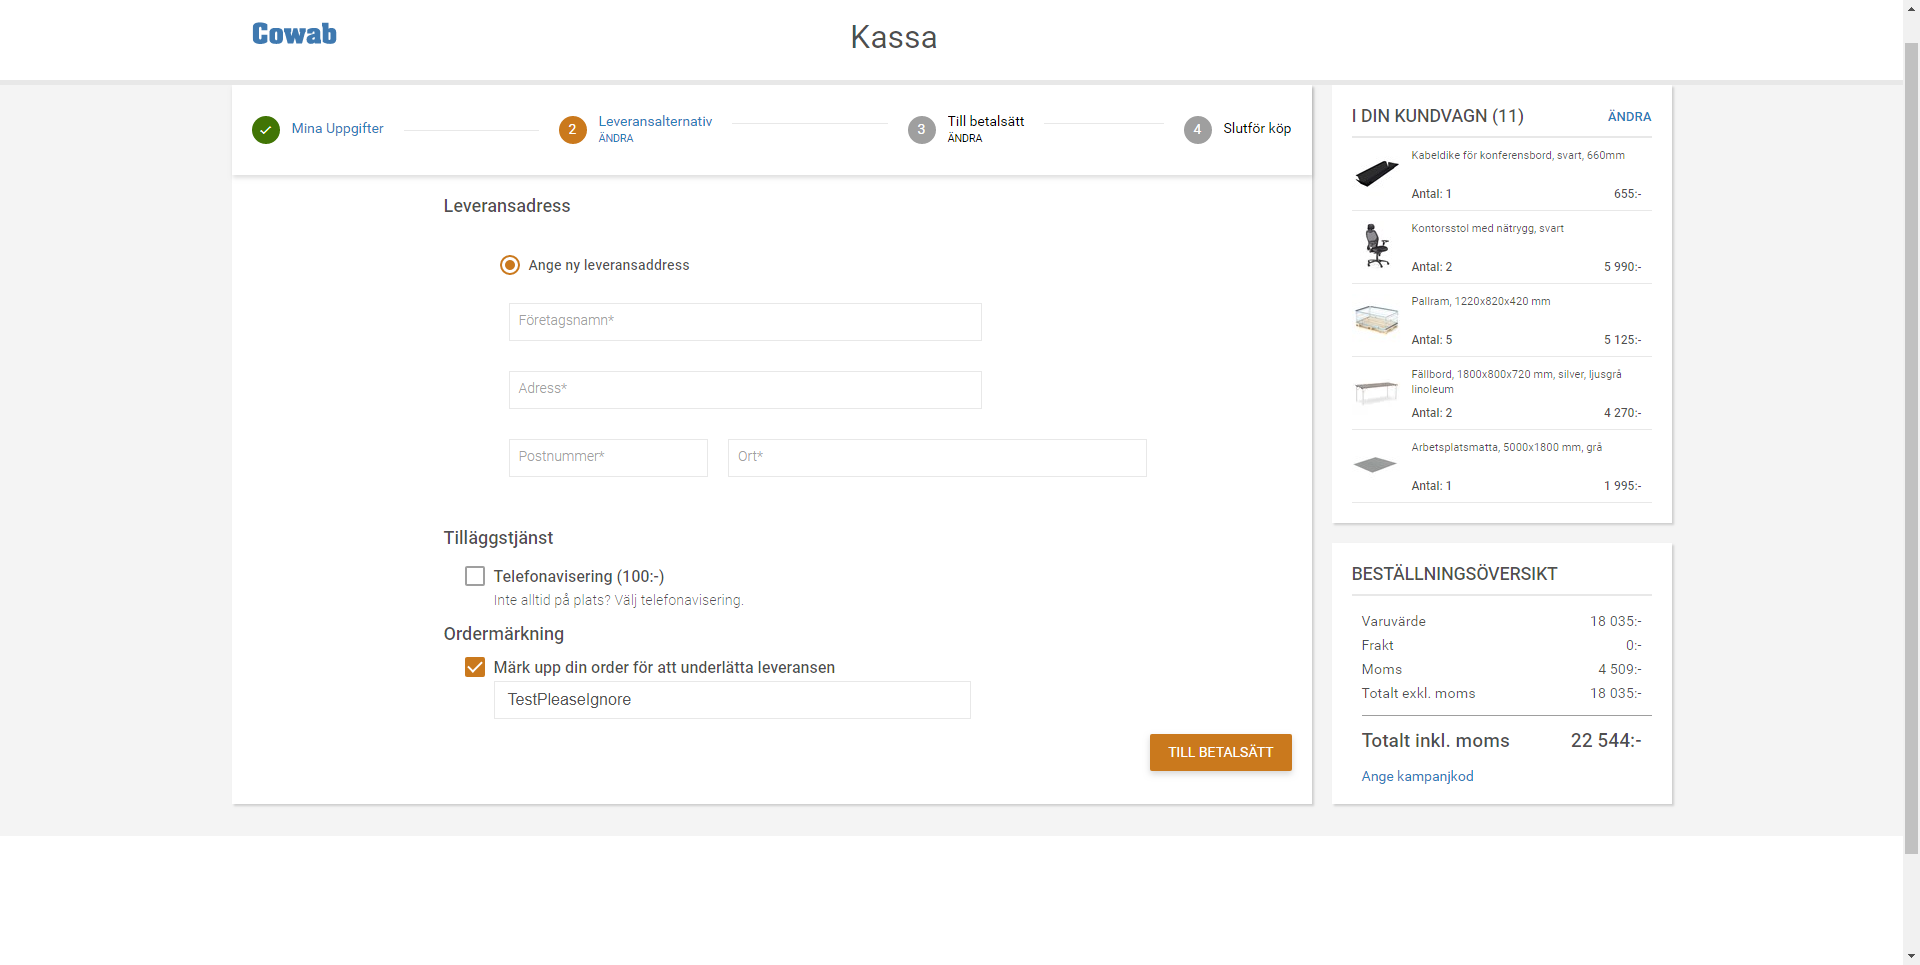 Cowab
Kassa
Mina Uppgifter
2
Leveransalternativ
ÄNDRA
3
Till betalsätt
ÄNDRA
4
Slutför köp
Leveransadress
Ange ny leveransaddress
Företagsnamn*
Adress*
Postnummer* Ort*
Tilläggstjänst
Telefonavisering (100:-)
Inte alltid på plats? Välj telefonavisering.
Ordermärkning
Märk upp din order för att underlätta leveransen
TestPleaseIgnore
TILL BETALSÄTT
I DIN KUNDVAGN (11) ÄNDRA
Kabeldike för konferensbord, svart, 660mm
Antal: 1 655:-
Kontorsstol med nätrygg, svart
Antal: 2 5 990:-
Pallram, 1220x820x420 mm
Antal: 5 5 125:-
Fällbord, 1800x800x720 mm, silver, ljusgrå
linoleum
Antal: 2 4 270:-
Arbetsplatsmatta, 5000x1800 mm, grå
Antal: 1 1 995:-
BESTÄLLNINGSÖVERSIKT
Varuvärde 18 035:-
Frakt 0:-
Moms 4 509:-
Totalt exkl. moms 18 035:-
Totalt inkl. moms 22 544:-
Ange kampanjkod